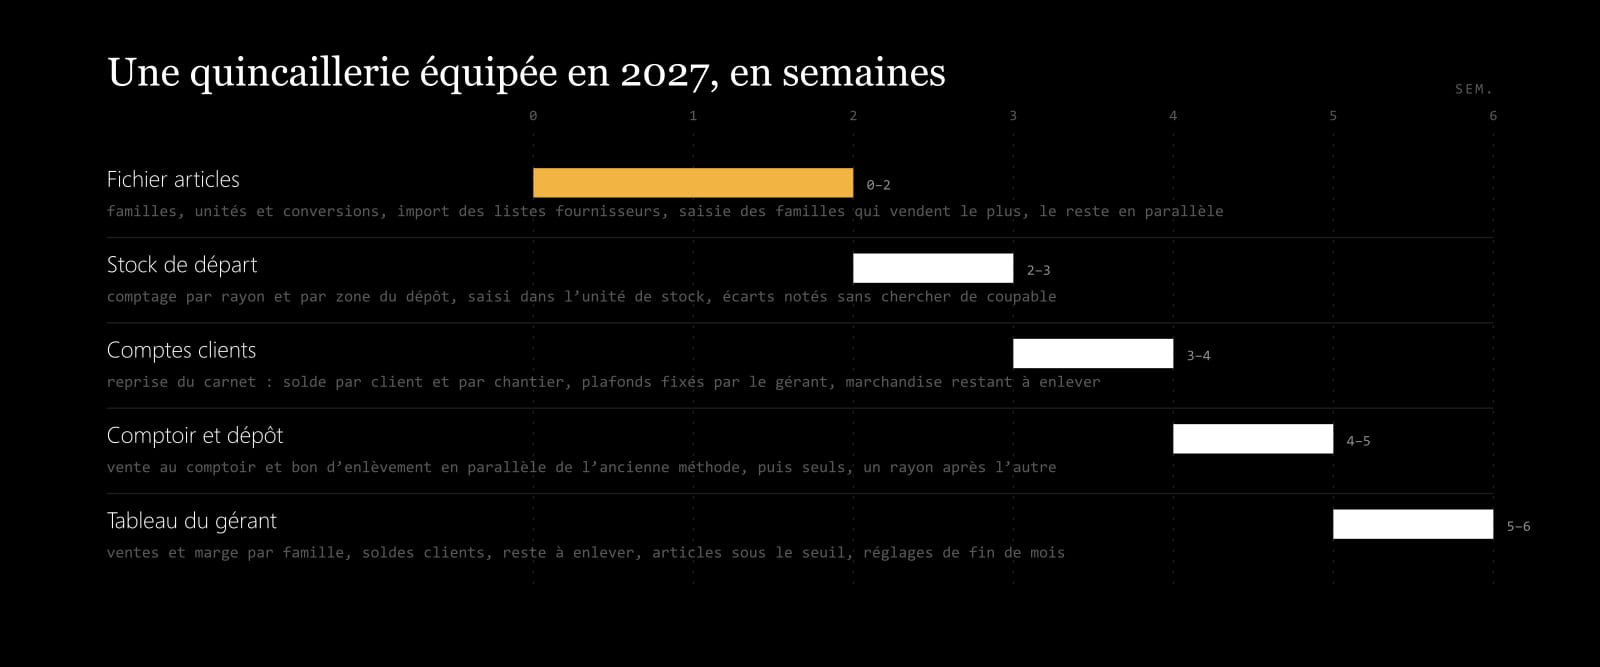 Une quincaillerie équipée en 2027, en semaines
SEM.
0 1 2 3 4 5 6
Fichier articles
0–2
familles, unités et conversions, import des listes fournisseurs, saisie des familles qui vendent le plus, le reste en parallèle
Stock de départ
2–3
comptage par rayon et par zone du dépôt, saisi dans l’unité de stock, écarts notés sans chercher de coupable
Comptes clients
3–4
reprise du carnet : solde par client et par chantier, plafonds fixés par le gérant, marchandise restant à enlever
Comptoir et dépôt
4–5
vente au comptoir et bon d’enlèvement en parallèle de l’ancienne méthode, puis seuls, un rayon après l’autre
Tableau du gérant
5–6
ventes et marge par famille, soldes clients, reste à enlever, articles sous le seuil, réglages de fin de mois